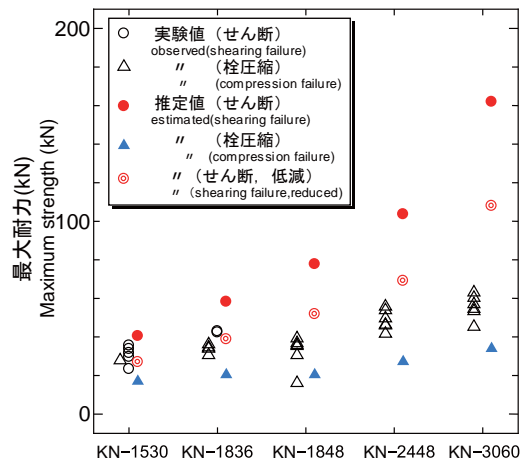 200
100
0
最大耐力(kN)
Maximum strength (kN)
実験値（せん断）
observed(shearing failure)
〃 （栓圧縮）
〃 (compression failure)
推定値（せん断）
estimated(shearing failure)
〃 （栓圧縮）
〃 (compression failure)
〃（せん断，低減）
〃（shearing failure,reduced）
KN−1530 KN−1836 KN−1848 KN−2448 KN−3060